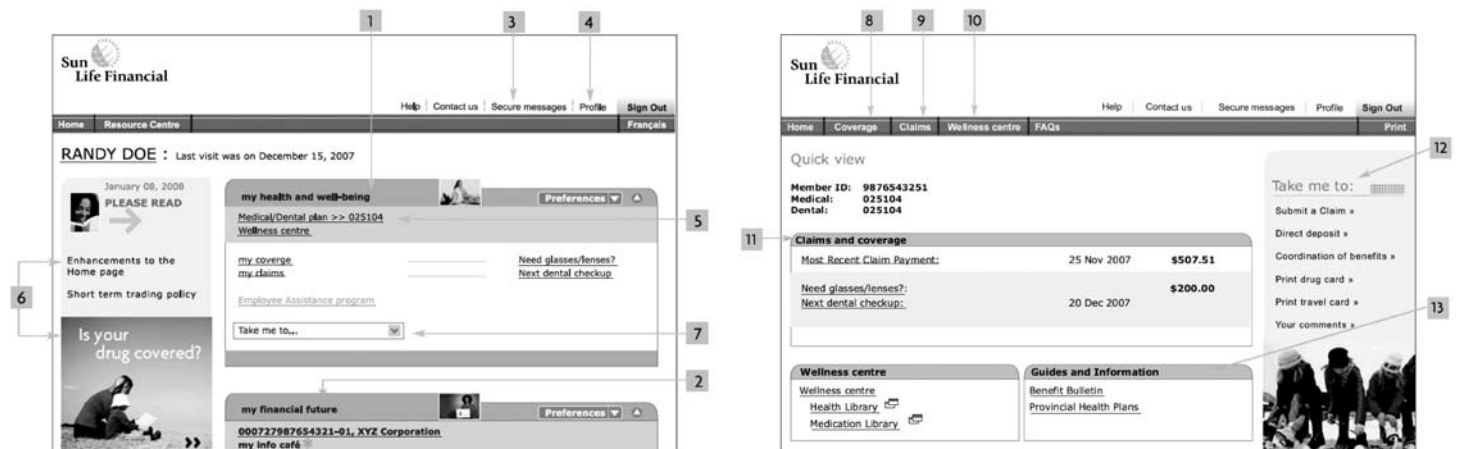 1
3
4
Sun
Life Financial
Help Contact us Secure messages Profile Sign Out
Home Resource Centre Français
RANDY DOE : Last visit was on December 15, 2007
January 08, 2008
PLEASE READ
Enhancements to the
Home page
Short term trading policy
6
Is your
drug covered?
my health and well-being Preferences
Medical/Dental plan >> 025104
Wellness centre
5
my coverge Need glasses/lenses?
my claims Next dental checkup
Employee Assistance program
Take me to...
7
2
my financial future Preferences
000727987654321-01, XYZ Corporation
my info café
8
9
10
Sun
Life Financial
Help Contact us Secure messages Profile Sign Out
Home Coverage Claims Wellness centre FAQs Print
Quick view
Member ID: 9876543251
Medical: 025104
Dental: 025104
11
Claims and coverage
Most Recent Claim Payment: 25 Nov 2007 $507.51
Need glasses/lenses?: $200.00
Next dental checkup: 20 Dec 2007
Wellness centre
Wellness centre
Health Library
Medication Library
Guides and Information
Benefit Bulletin
Provincial Health Plans
12
Take me to:
Submit a Claim »
Direct deposit »
Coordination of benefits »
Print drug card »
Print travel card »
Your comments »
13